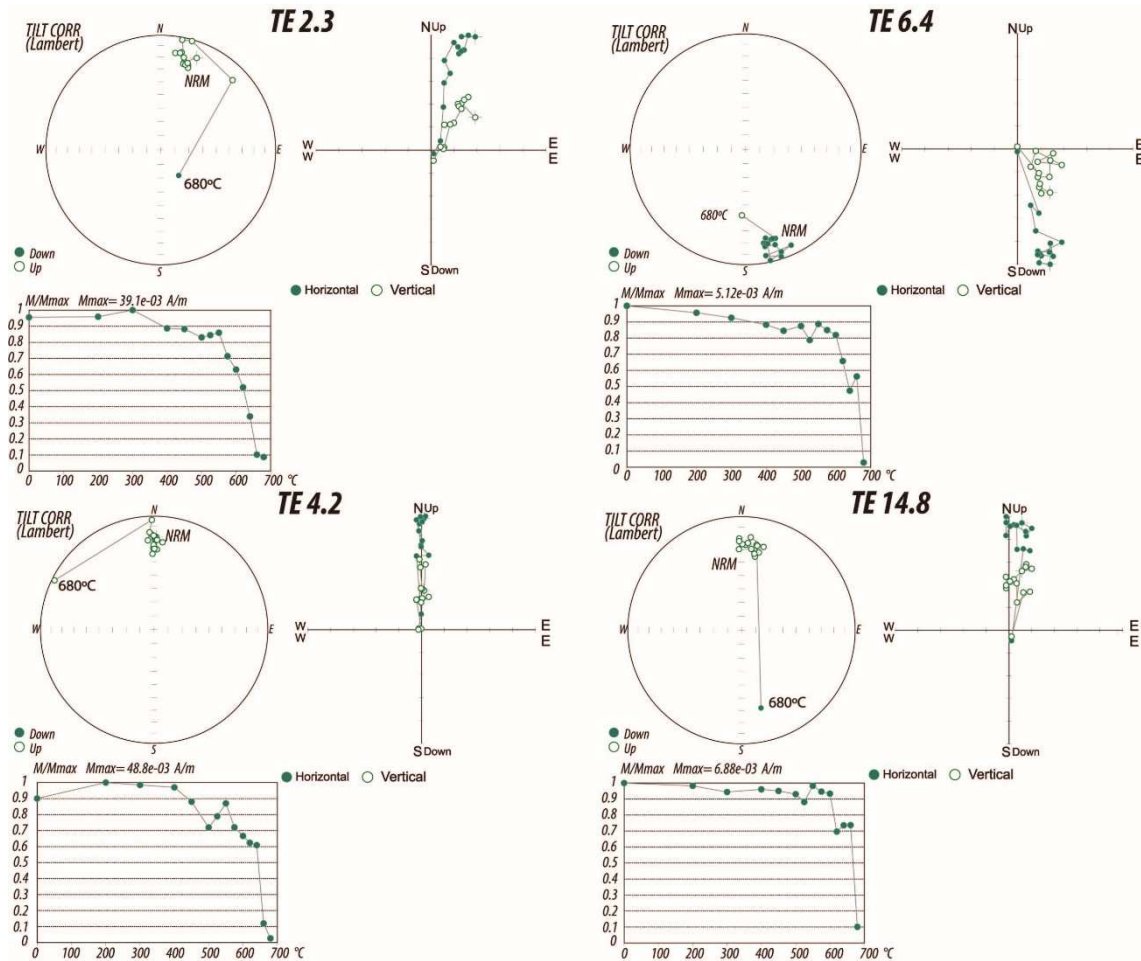 TE 2.3
TILT CORR
(Lambert)
N
NRM
W
E
680ºC
S
Down
Up
N Up
W
W
E
E
S Down
Horizontal Vertical
M/Mmax Mmax= 39.1e-03 A/m
1
0.9
0.8
0.7
0.6
0.5
0.4
0.3
0.2
0.1
0
0 100 200 300 400 500 600 700 ºC
TE 6.4
TILT CORR
(Lambert)
N
W
E
680ºC
NRM
S
Down
Up
N Up
W
W
E
E
S Down
Horizontal Vertical
M/Mmax Mmax= 5.12e-03 A/m
1
0.9
0.8
0.7
0.6
0.5
0.4
0.3
0.2
0.1
0
0 100 200 300 400 500 600 700 ºC
TE 4.2
TILT CORR
(Lambert)
N
NRM
680ºC
W
E
S
Down
Up
N Up
W
W
E
E
S Down
Horizontal Vertical
M/Mmax Mmax= 48.8e-03 A/m
1
0.9
0.8
0.7
0.6
0.5
0.4
0.3
0.2
0.1
0
0 100 200 300 400 500 600 700 ºC
TE 14.8
TILT CORR
(Lambert)
N
NRM
W
E
680ºC
S
Down
Up
N Up
W
W
E
E
S Down
Horizontal Vertical
M/Mmax Mmax= 6.88e-03 A/m
1
0.9
0.8
0.7
0.6
0.5
0.4
0.3
0.2
0.1
0
0 100 200 300 400 500 600 700 ºC